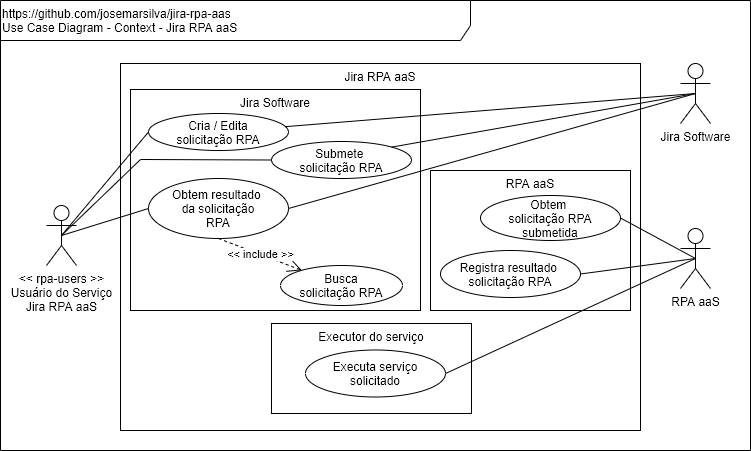 https://github.com/josemarsilva/jira-rpa-aas
Use Case Diagram - Context - Jira RPA aaS
Jira RPA aaS
Jira Software
Cria / Edita
solicitação RPA
Submete
solicitação RPA
Obtem resultado
da solicitação
RPA
<< include >>
Busca
solicitação RPA
RPA aaS
Obtem
solicitação RPA
submetida
Registra resultado
solicitação RPA
Executor do serviço
Executa serviço
solicitado
<< rpa-users >>
Usuário do Serviço
Jira RPA aaS
Jira Software
RPA aaS